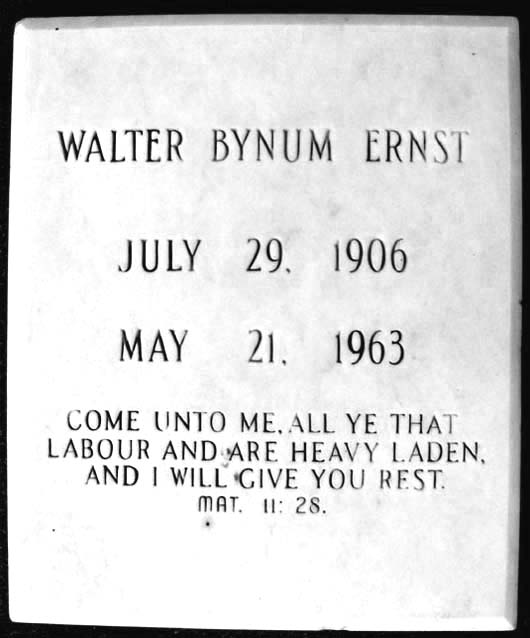 WALTER BYNUM ERNST
JULY 29, 1906
MAY 21, 1963
COME UNTO ME, ALL YE THAT
LABOUR AND ARE HEAVY LADEN,
AND I WILL GIVE YOU REST.
MAT. 11: 28.